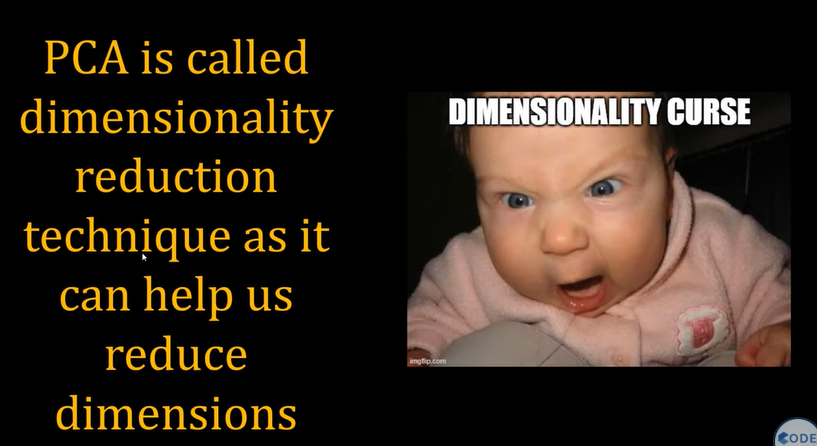 PCA is called
dimensionality
reduction
technique as it
can help us
reduce
dimensions
DIMENSIONALITY CURSE
imgflip.com
CODE